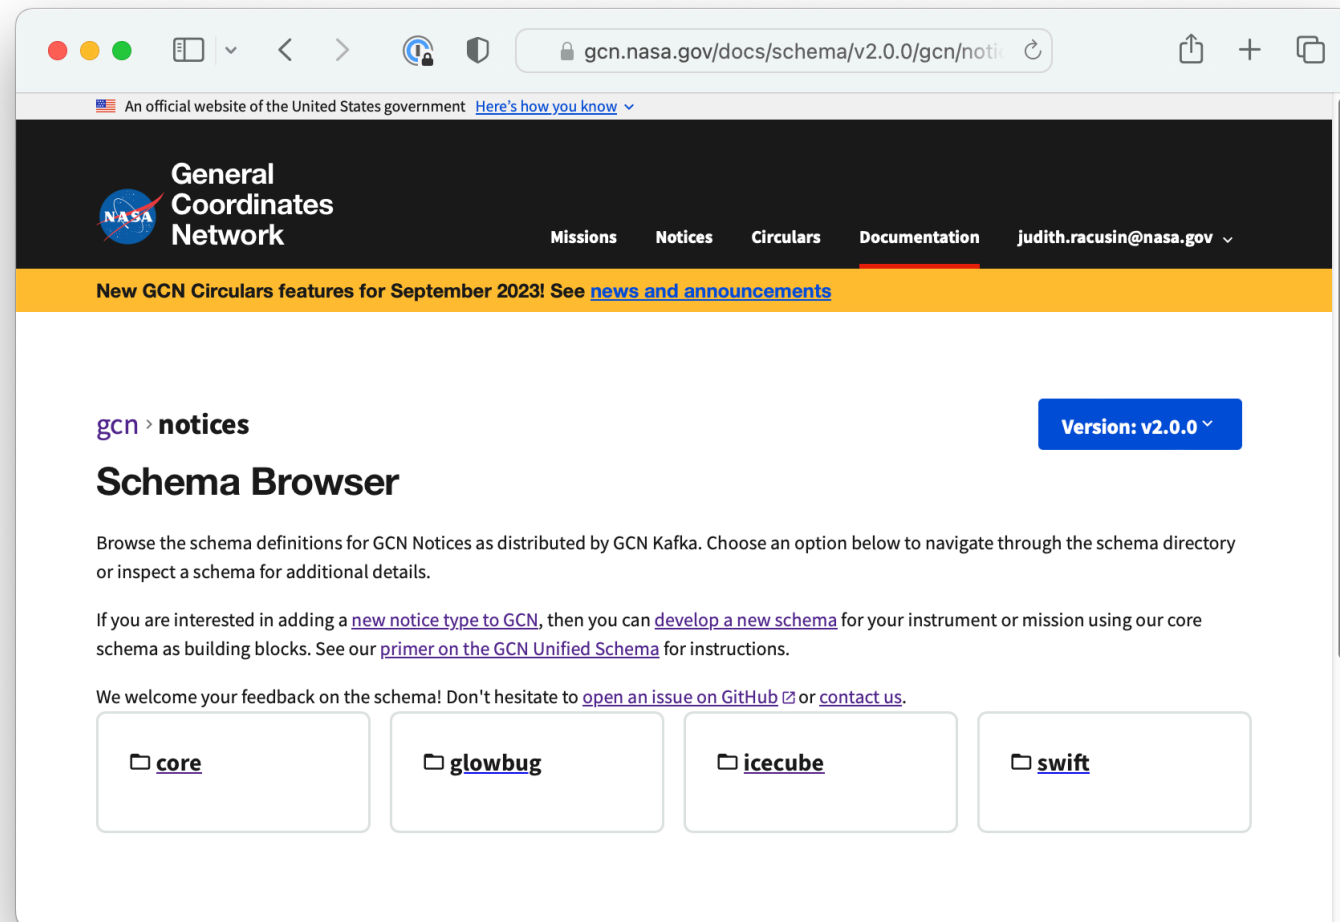 gcn.nasa.gov/docs/schema/v2.0.0/gcn/noti
An official website of the United States government Here's how you know
General
Coordinates
Network
NASA
Missions Notices Circulars Documentation judith.racusin@nasa.gov
New GCN Circulars features for September 2023! See news and announcements
gcn › notices
Version: v2.0.0
Schema Browser
Browse the schema definitions for GCN Notices as distributed by GCN Kafka. Choose an option below to navigate through the schema directory
or inspect a schema for additional details.
If you are interested in adding a new notice type to GCN, then you can develop a new schema for your instrument or mission using our core
schema as building blocks. See our primer on the GCN Unified Schema for instructions.
We welcome your feedback on the schema! Don't hesitate to open an issue on GitHub or contact us.
core glowbug icecube swift